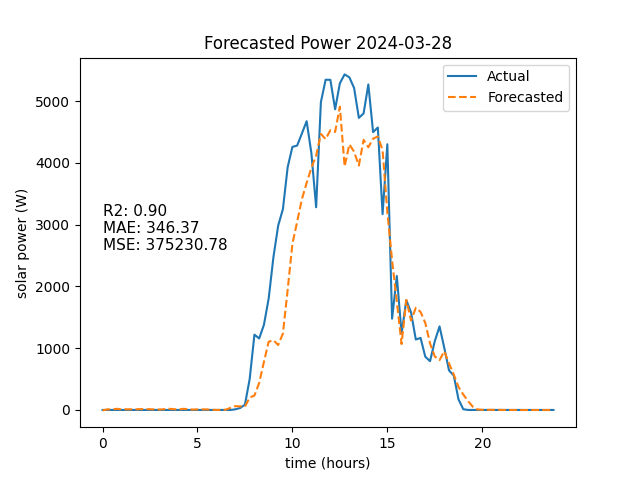 Forecasted Power 2024-03-28
Actual
Forecasted
R2: 0.90
MAE: 346.37
MSE: 375230.78
solar power (W)
5000
4000
3000
2000
1000
0
0 5 10 15 20
time (hours)